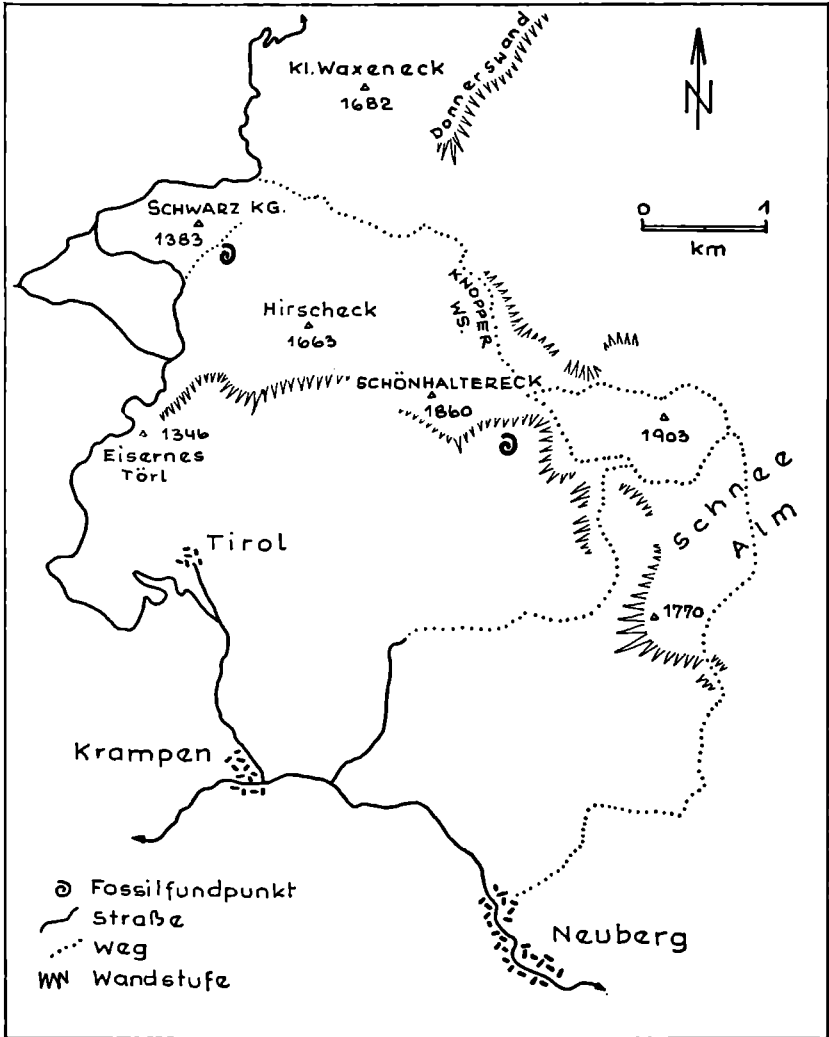 Kl. Waxeneck
1682
Donnerswand
N
0 1
km
SCHWARZ KG.
1383
Hirscheck
1663
KNOPPER
WS.
SCHÖNHALTERECK
1860
1903
1346
Eisernes
Törl
Schnee
Alm
Tirol
1770
Krampen
Neuberg
Fossilfundpunkt
Straße
Weg
Wandstufe